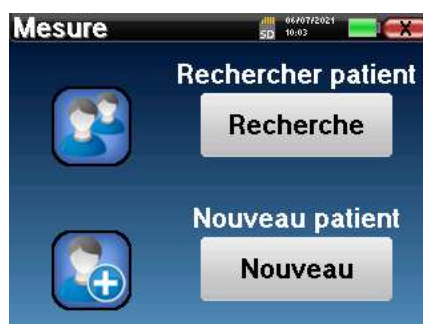 Mesure
SD
06/07/2021
10:03
X
Rechercher patient
Recherche
Nouveau patient
Nouveau